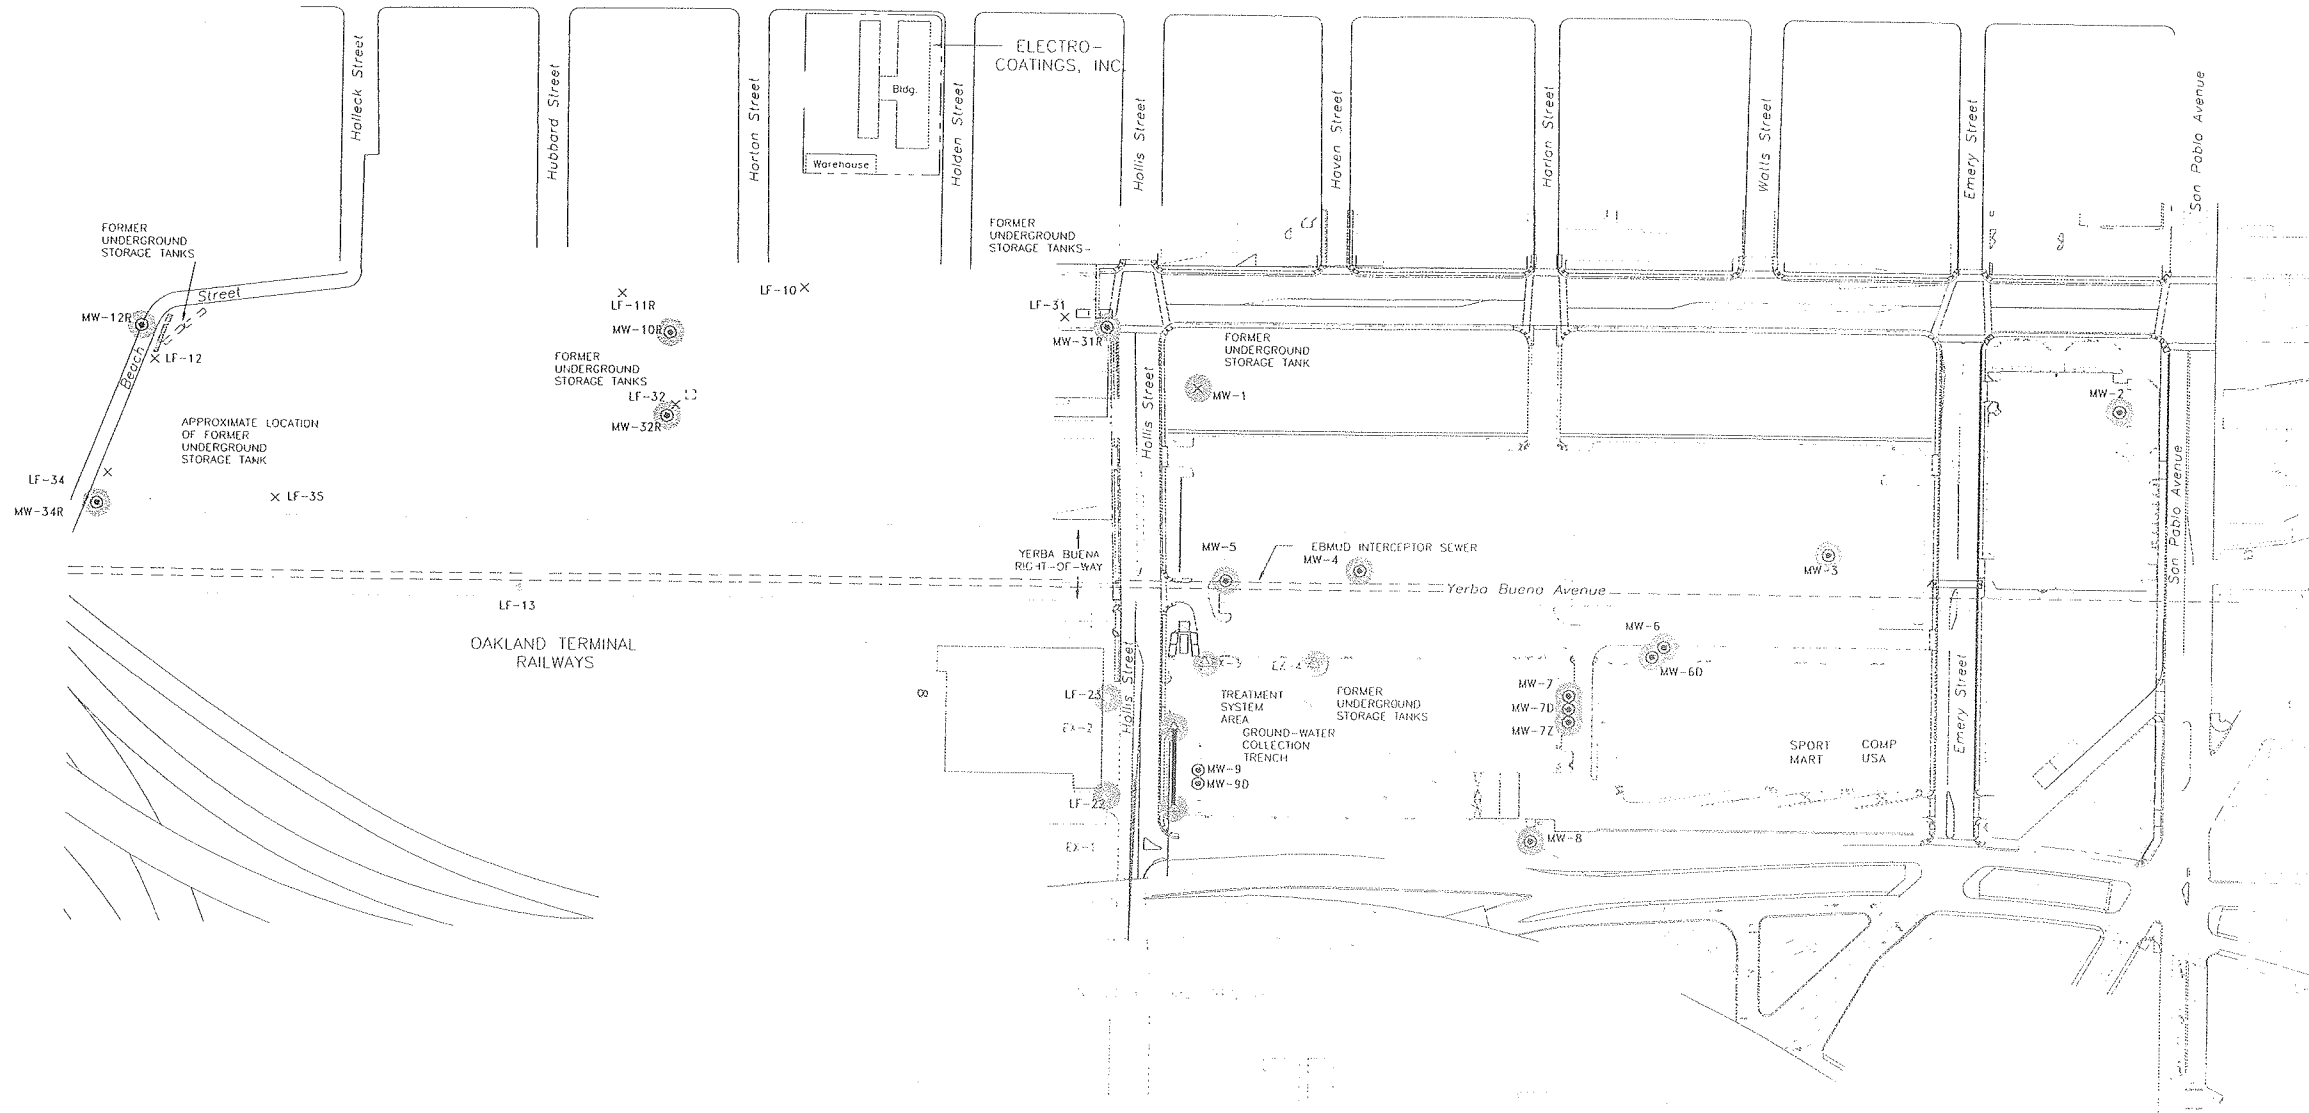 Halleck Street
Hubbard Street
Horton Street
ELECTRO-
COATINGS, INC.
Bldg.
Warehouse
Holden Street
Hollis Street
Haven Street
Harlan Street
Watts Street
Emery Street
San Pablo Avenue
FORMER
UNDERGROUND
STORAGE TANKS
Beach
Street
MW-12R
LF-12
LF-11R
MW-10R
LF-10
FORMER
UNDERGROUND
STORAGE TANKS
LF-32
MW-32R
APPROXIMATE LOCATION
OF FORMER
UNDERGROUND
STORAGE TANK
LF-34
MW-34R
LF-35
FORMER
UNDERGROUND
STORAGE TANKS
LF-31
MW-31R
FORMER
UNDERGROUND
STORAGE TANK
MW-1
MW-2
Hollis Street
San Pablo Avenue
YERBA BUENA
RIGHT-OF-WAY
MW-5
EBMUD INTERCEPTOR SEWER
MW-4
MW-3
Yerba Buena Avenue
LF-13
OAKLAND TERMINAL
RAILWAYS
8
Hollis Street
EX-3
EZ-4
MW-6
MW-6D
LF-23
EX-2
TREATMENT
SYSTEM
AREA
FORMER
UNDERGROUND
STORAGE TANKS
GROUND-WATER
COLLECTION
TRENCH
MW-7
MW-7D
MW-7Z
MW-9
MW-9D
SPORT
MART
COMP
USA
Emery Street
LF-22
EX-1
MW-8